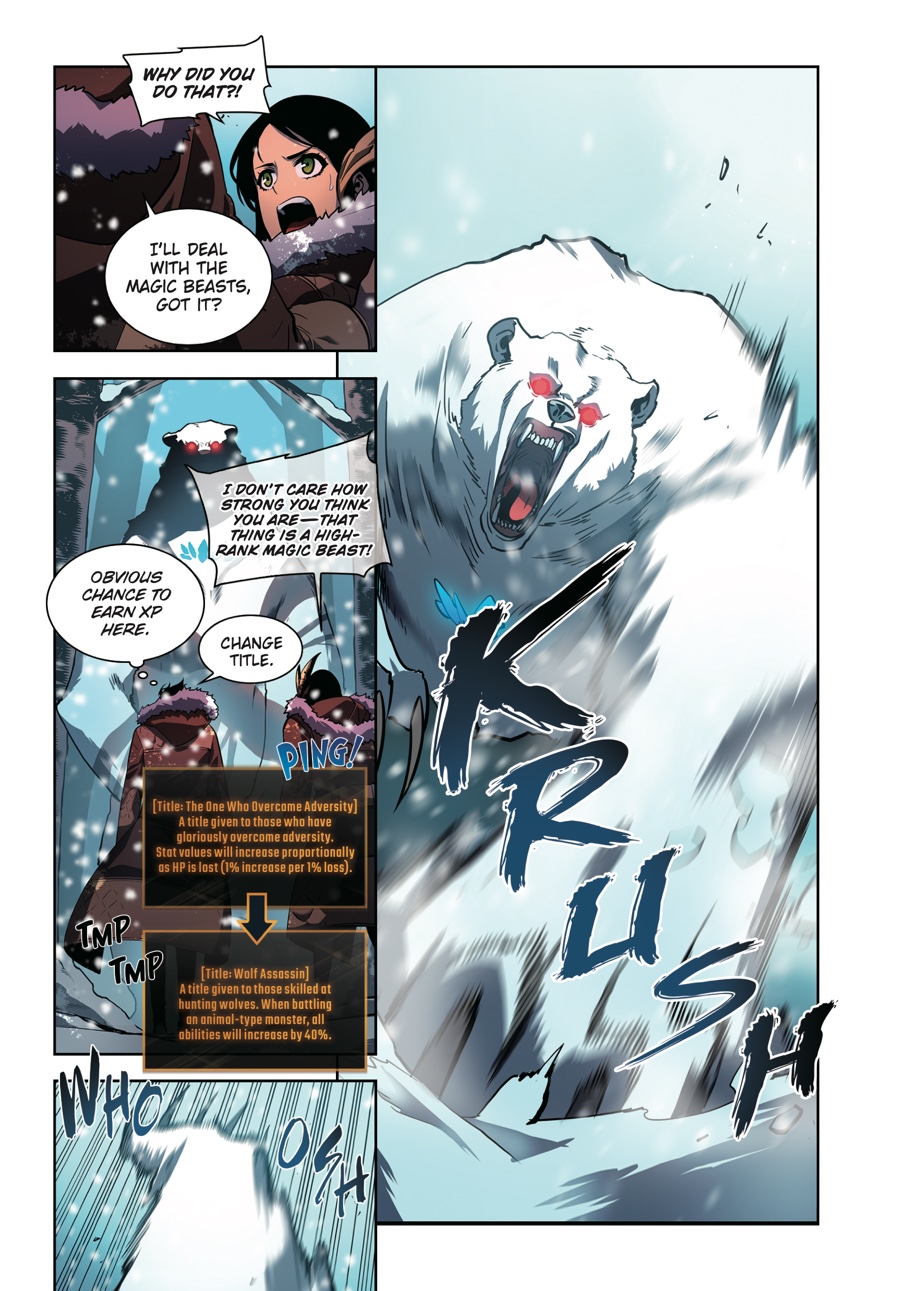 WHY DID YOU
DO THAT?!
I'LL DEAL
WITH THE
MAGIC BEASTS,
GOT IT?
I DON'T CARE HOW
STRONG YOU THINK
YOU ARE—THAT
THING IS A HIGH-
RANK MAGIC BEAST!
OBVIOUS
CHANCE TO
EARN XP
HERE.
CHANGE
TITLE.
PING!
[Title: The One Who Overcame Adversity]
A title given to those who have
gloriously overcome adversity.
Stat values will increase proportionally
as HP is lost (1% increase per 1% loss).
TMP
TMP
[Title: Wolf Assassin]
A title given to those skilled at
hunting wolves. When battling
an animal-type monster, all
abilities will increase by 40%.
WHOOSH
KRUSH